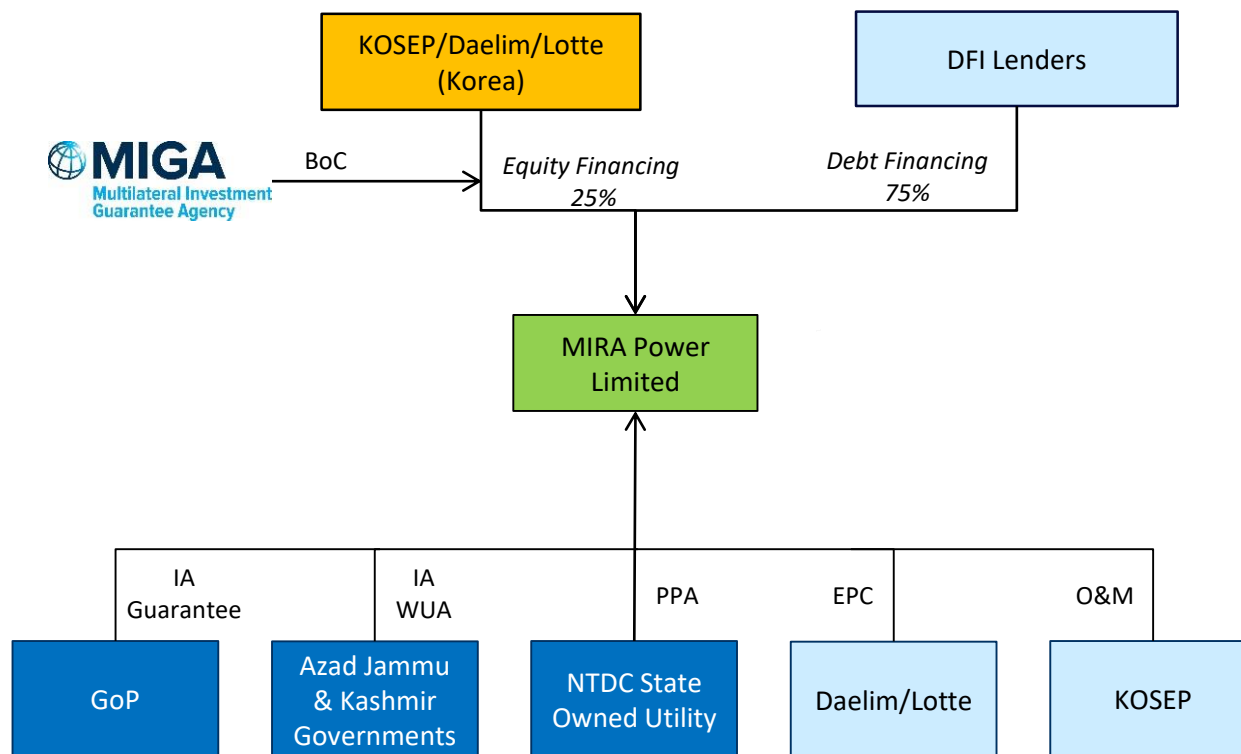 KOSEP/Daelim/Lotte
(Korea)
DFI Lenders
MIGA
Multilateral Investment
Guarantee Agency
BoC
Equity Financing
25%
Debt Financing
75%
MIRA Power
Limited
IA
Guarantee
IA
WUA
PPA
EPC
O&M
GoP
Azad Jammu
& Kashmir
Governments
NTDC State
Owned Utility
Daelim/Lotte
KOSEP